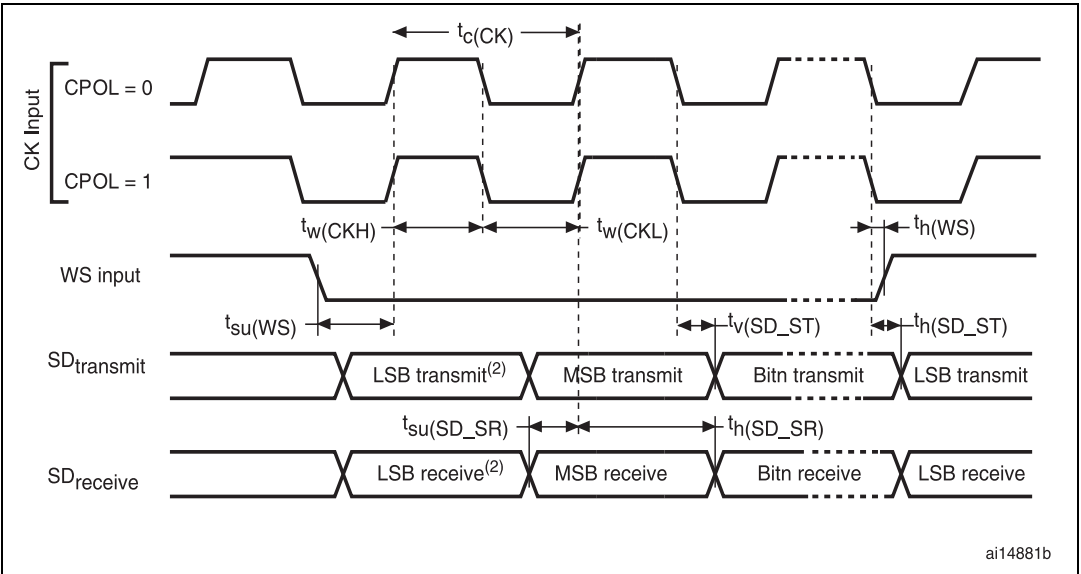 tc(CK)
CPOL = 0
CK Input
CPOL = 1
tw(CKH)
tw(CKL)
th(WS)
WS input
tsu(WS)
tv(SD_ST)
th(SD_ST)
SDtransmit
LSB transmit(2)
MSB transmit
Bitn transmit
LSB transmit
tsu(SD_SR)
th(SD_SR)
SDreceive
LSB receive(2)
MSB receive
Bitn receive
LSB receive
ai14881b